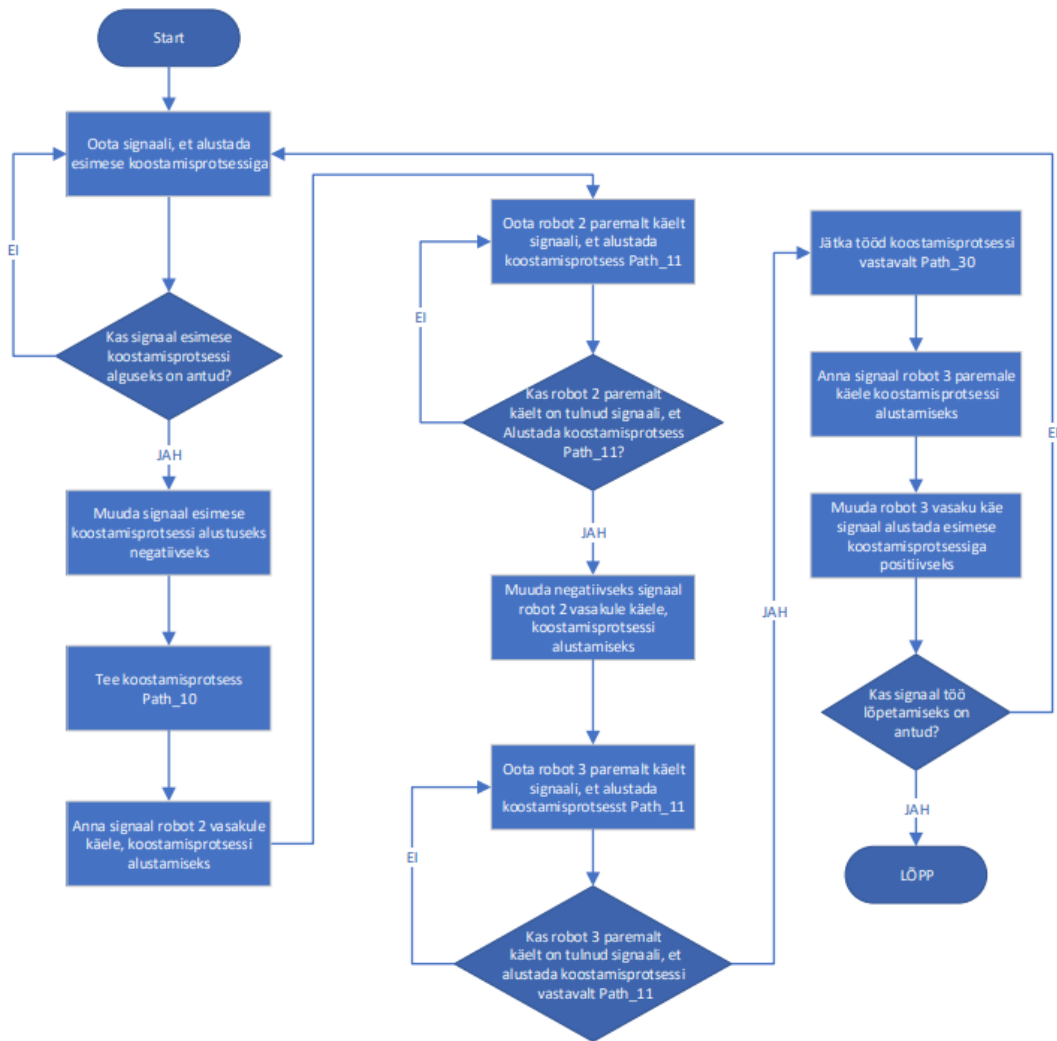 Start
Oota signaali, et alustada
esimese koostamisprotsessiga
EI
Kas signaal esimese
koostamisprotsessi
alguseks on antud?
JAH
Muuda signaal esimese
koostamisprotsessi alustuseks
negatiivseks
Tee koostamisprotsess
Path_10
Anna signaal robot 2 vasakule
käele, koostamisprotsessi
alustamiseks
Oota robot 2 paremalt käelt
signaali, et alustada
koostamisprotsess Path_11
EI
Kas robot 2 paremalt
käelt on tulnud signaali, et
Alustada koostamisprotsess
Path_11?
JAH
Muuda negatiivseks signaal
robot 2 vasakule käele,
koostamisprotsessi
alustamiseks
Oota robot 3 paremalt käelt
signaali, et alustada
koostamisprotsesst Path_11
EI
Kas robot 3 paremalt
käelt on tulnud signaali, et
alustada koostamisprotsessi
vastavalt Path_11
JAH
Jätka tööd koostamisprotsessi
vastavalt Path_30
Anna signaal robot 3 paremale
käele koostamisprotsessi
alustamiseks
Muuda robot 3 vasaku käe
signaal alustada esimese
koostamisprotsessiga
positiivseks
Kas signaal töö
lõpetamiseks on
antud?
EI
JAH
LÕPP